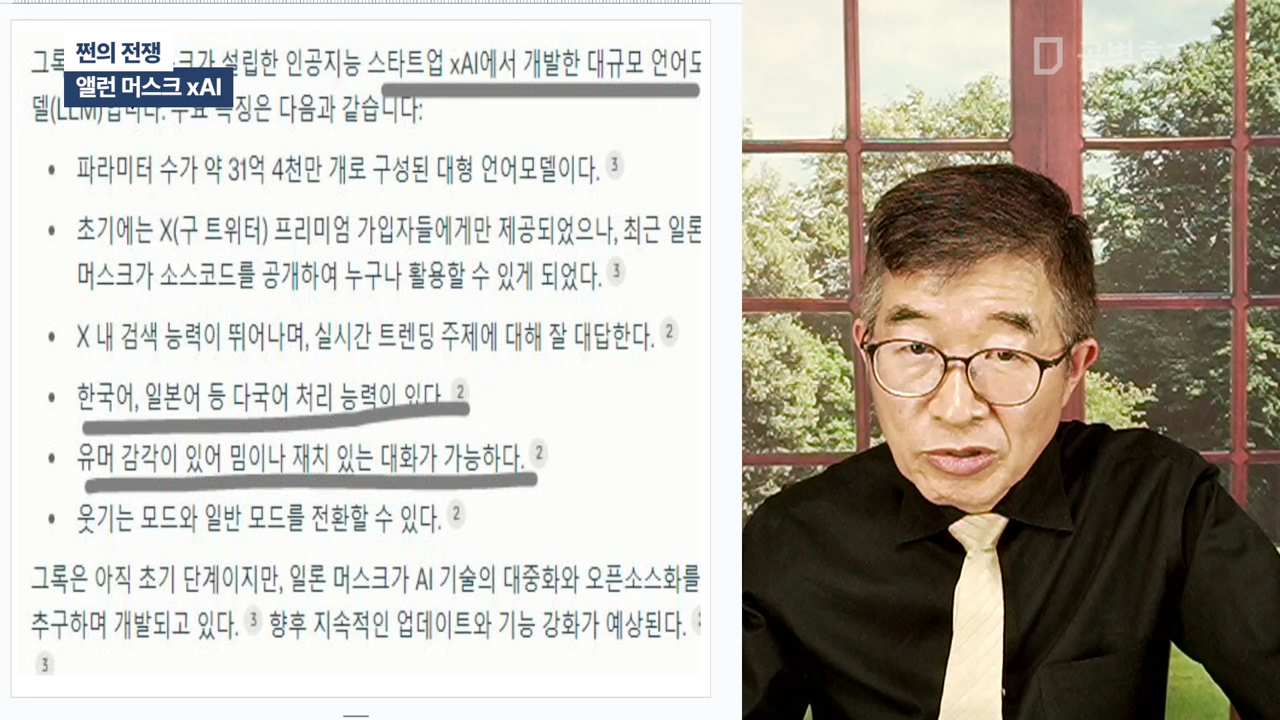 쩐의 전쟁
앨런 머스크 xAI
그록 크가 설립한 인공지능 스타트업 xAI에서 개발한 대규모 언어모
델(LLM)입니다. 주요 특징은 다음과 같습니다:
• 파라미터 수가 약 31억 4천만 개로 구성된 대형 언어모델이다. 3
• 초기에는 X(구 트위터) 프리미엄 가입자들에게만 제공되었으나, 최근 일론
머스크가 소스코드를 공개하여 누구나 활용할 수 있게 되었다. 3
• X 내 검색 능력이 뛰어나며, 실시간 트렌딩 주제에 대해 잘 대답한다. 2
• 한국어, 일본어 등 다국어 처리 능력이 있다. 2
• 유머 감각이 있어 밈이나 재치 있는 대화가 가능하다. 2
• 웃기는 모드와 일반 모드를 전환할 수 있다. 2
그록은 아직 초기 단계이지만, 일론 머스크가 AI 기술의 대중화와 오픈소스화를
추구하며 개발되고 있다. 3 향후 지속적인 업데이트와 기능 강화가 예상된다.
3